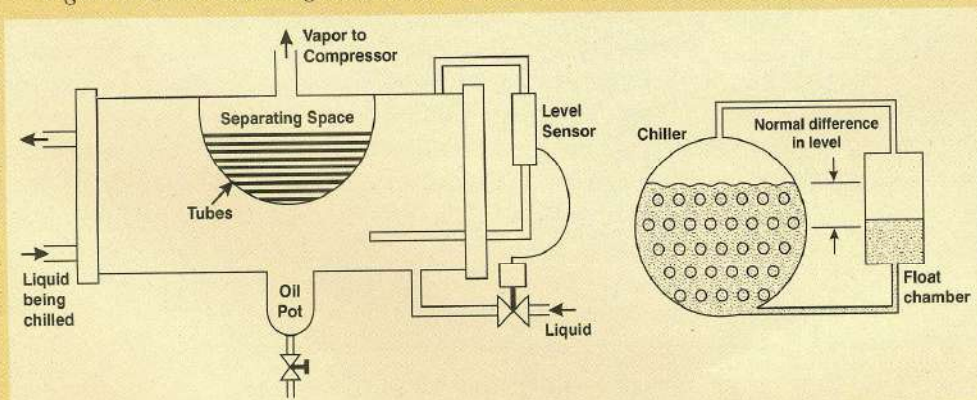 Vapor to
Compressor
Separating Space
Level
Sensor
Tubes
Liquid
being
chilled
Oil
Pot
Liquid
Chiller
Normal difference
in level
Float
chamber